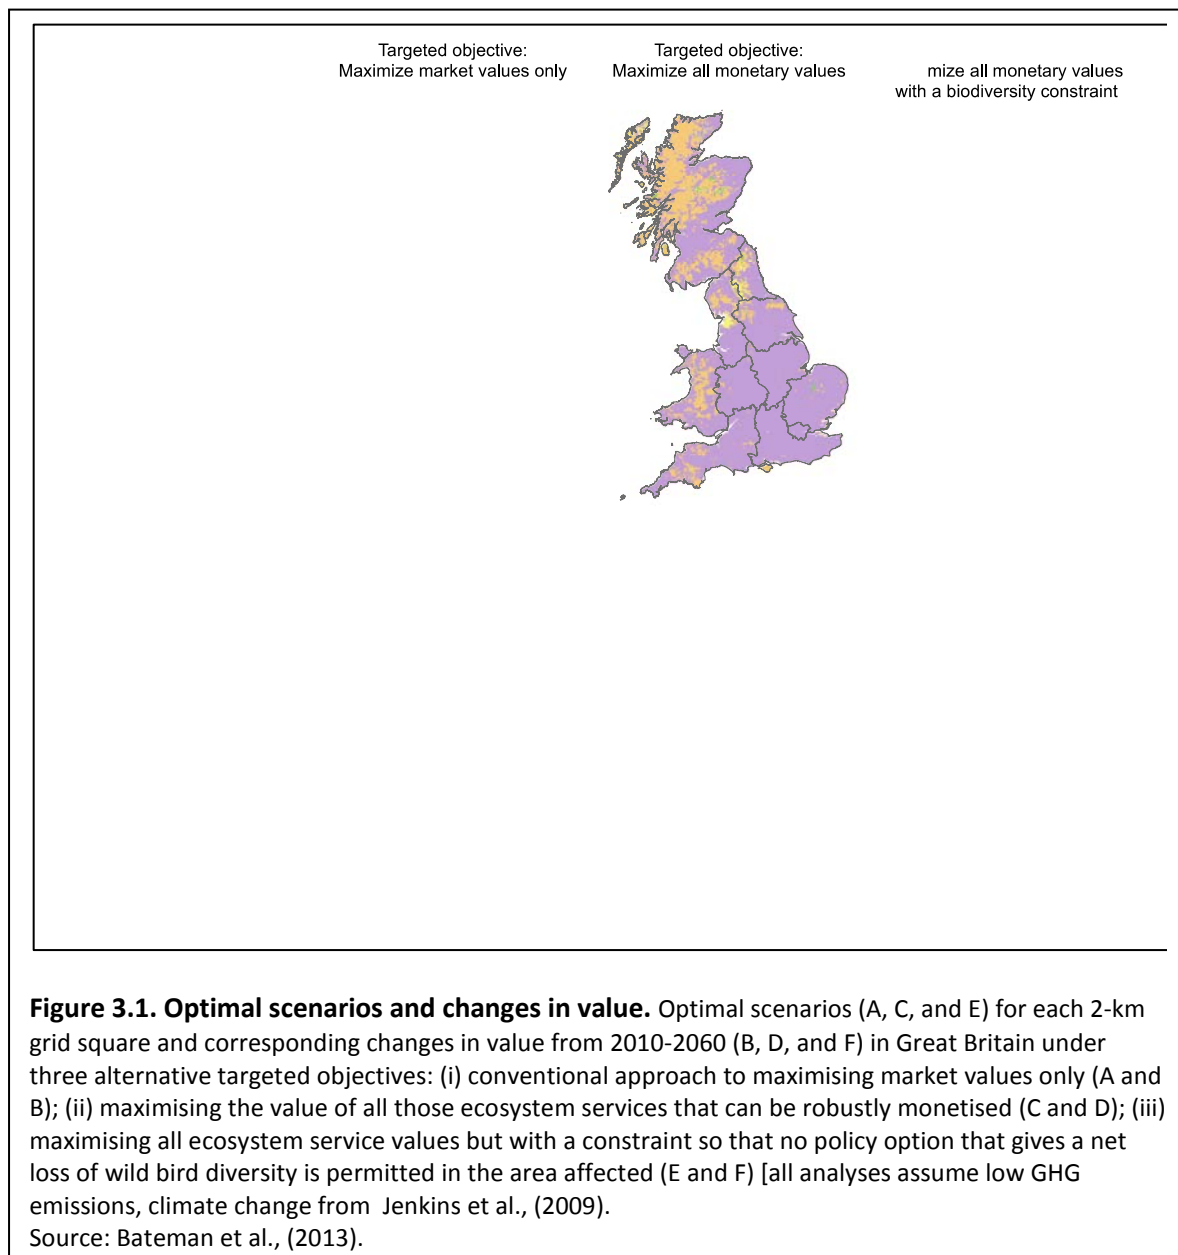 Targeted objective:
Maximize market values only
Targeted objective:
Maximize all monetary values
mize all monetary values
with a biodiversity constraint
Figure 3.1. Optimal scenarios and changes in value. Optimal scenarios (A, C, and E) for each 2-km
grid square and corresponding changes in value from 2010-2060 (B, D, and F) in Great Britain under
three alternative targeted objectives: (i) conventional approach to maximising market values only (A and
B); (ii) maximising the value of all those ecosystem services that can be robustly monetised (C and D); (iii)
maximising all ecosystem service values but with a constraint so that no policy option that gives a net
loss of wild bird diversity is permitted in the area affected (E and F) [all analyses assume low GHG
emissions, climate change from  Jenkins et al., (2009).
Source: Bateman et al., (2013).